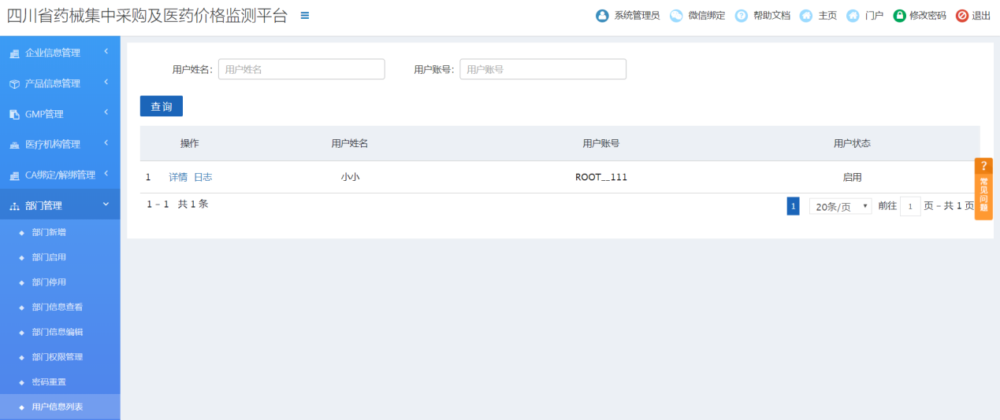 四川省药械集中采购及医药价格监测平台
系统管理员 微信绑定 帮助文档 主页 门户 修改密码 退出
企业信息管理
产品信息管理
GMP管理
医疗机构管理
CA绑定/解绑管理
部门管理
部门新增
部门启用
部门停用
部门信息查看
部门信息编辑
部门权限管理
密码重置
用户信息列表
用户姓名: 用户姓名 用户账号: 用户账号
查询
操作 用户姓名 用户账号 用户状态
1 详情 日志 小小 ROOT__111 启用
1 - 1 共 1 条 1 20条/页 前往 1 页 - 共 1 页
? 常见问题